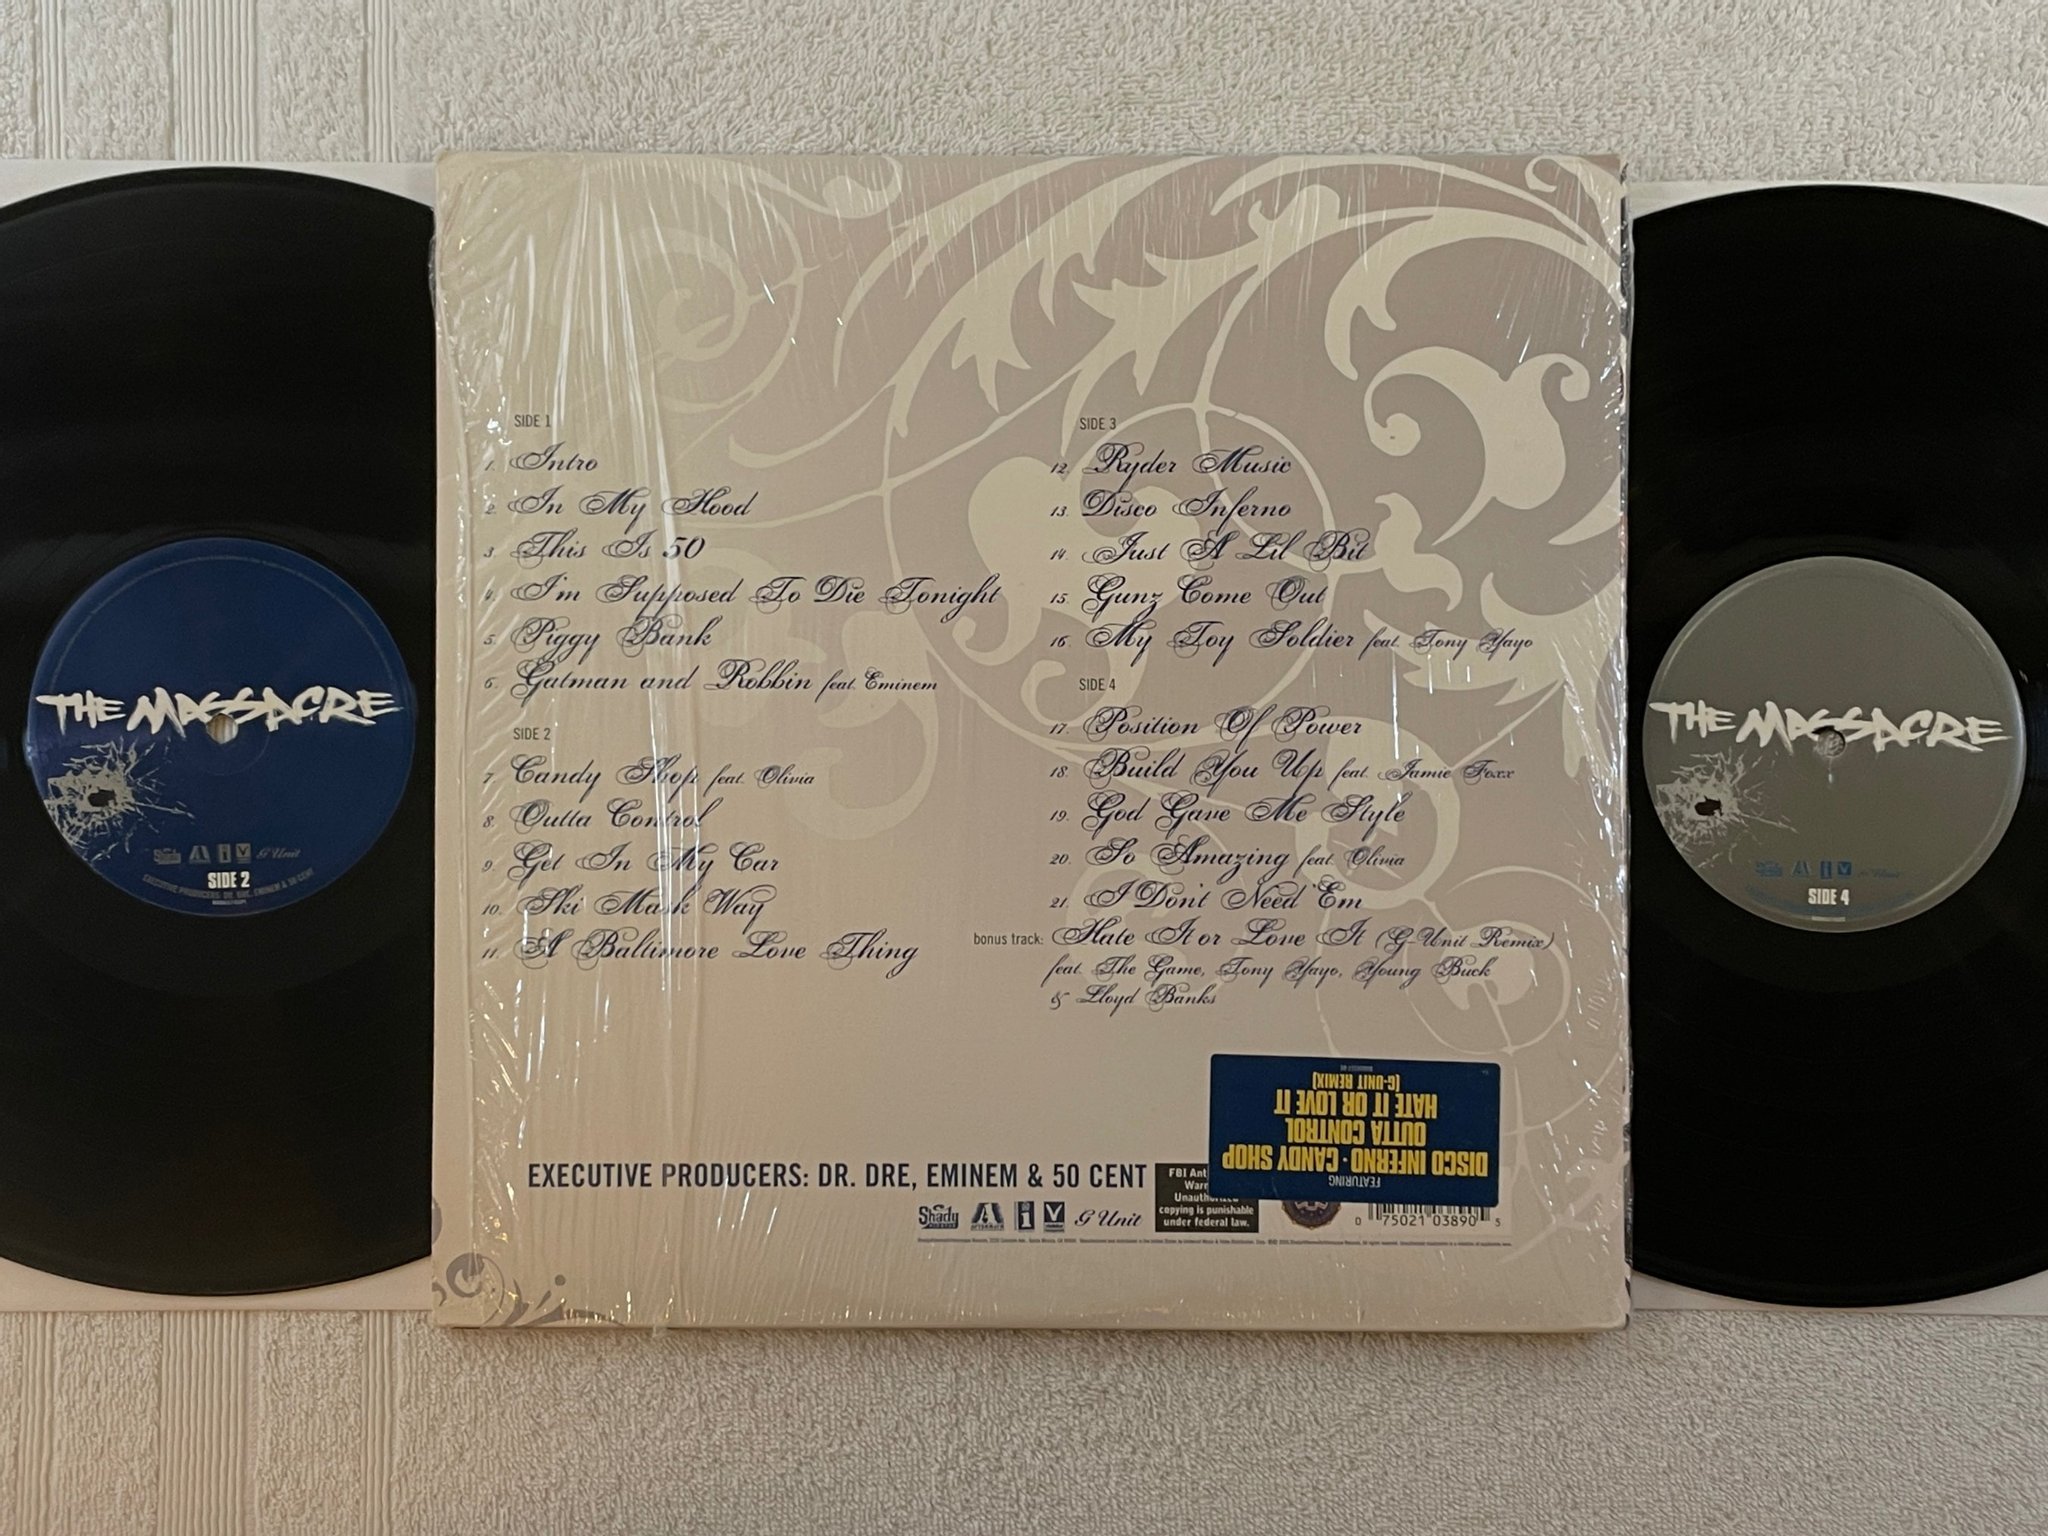 THE MASSACRE
Shady
G Unit
SIDE 2
EXECUTIVE PRODUCERS: DR. DRE, EMINEM & 50 CENT
SIDE 1
1. Intro
2. In My Hood
3. This Is 50
4. I'm Supposed To Die Tonight
5. Piggy Bank
6. Gatman and Robbin feat. Eminem
SIDE 2
7. Candy Shop feat. Olivia
8. Outta Control
9. Get In My Car
10. Ski Mask Way
11. A Baltimore Love Thing
SIDE 3
12. Ryder Music
13. Disco Inferno
14. Just A Lil Bit
15. Gunz Come Out
16. My Toy Soldier feat. Tony Yayo
SIDE 4
17. Position Of Power
18. Build You Up feat. Jamie Foxx
19. God Gave Me Style
20. So Amazing feat. Olivia
21. I Don't Need 'Em
bonus track: Hate It or Love It (G-Unit Remix)
feat. The Game, Tony Yayo, Young Buck
& Lloyd Banks
FEATURING
DISCO INFERNO · CANDY SHOP
OUTTA CONTROL
HATE IT OR LOVE IT
(G-UNIT REMIX)
EXECUTIVE PRODUCERS: DR. DRE, EMINEM & 50 CENT
FBI
Unauthorized
copying is punishable
under federal law.
Shady
G Unit
0 75021 03890 5
THE MASSACRE
SIDE 4